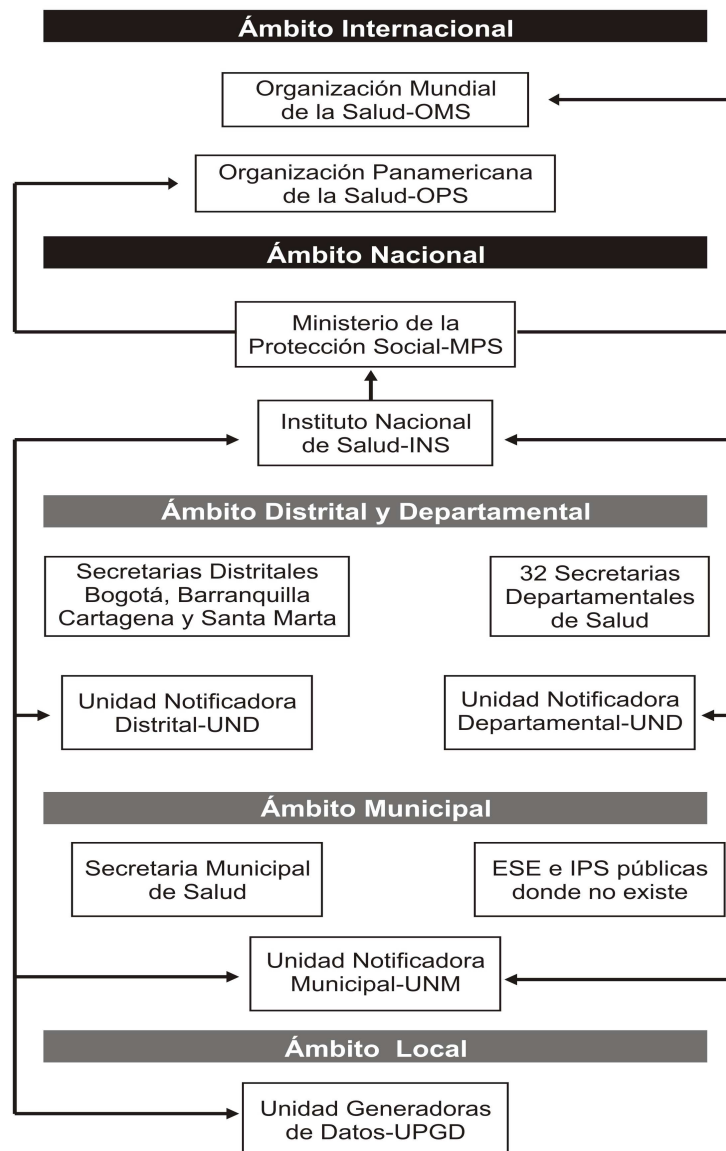 Ámbito Internacional
Organización Mundial
de la Salud-OMS
Organización Panamericana
de la Salud-OPS
Ámbito Nacional
Ministerio de la
Protección Social-MPS
Instituto Nacional
de Salud-INS
Ámbito Distrital y Departamental
Secretarias Distritales
Bogotá, Barranquilla
Cartagena y Santa Marta
32 Secretarias
Departamentales
de Salud
Unidad Notificadora
Distrital-UND
Unidad Notificadora
Departamental-UND
Ámbito Municipal
Secretaria Municipal
de Salud
ESE e IPS públicas
donde no existe
Unidad Notificadora
Municipal-UNM
Ámbito Local
Unidad Generadoras
de Datos-UPGD